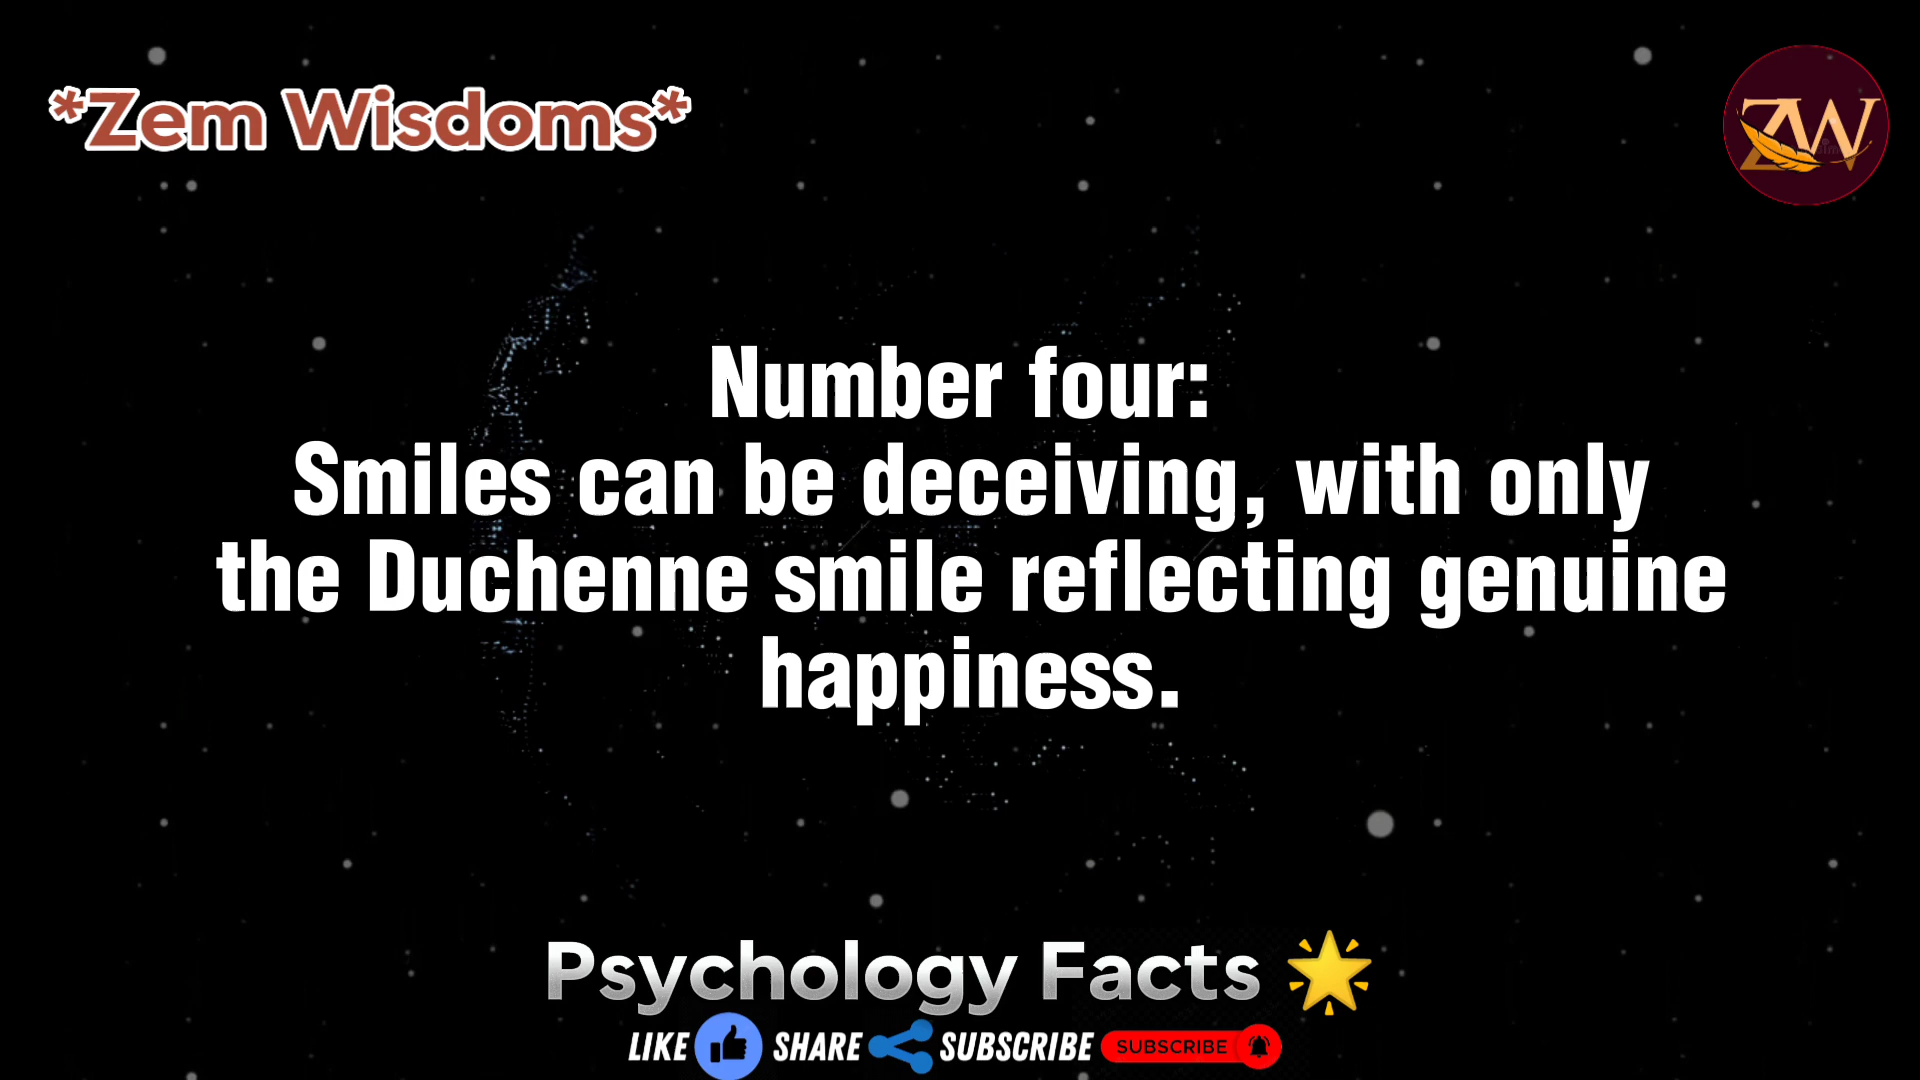 *Zem Wisdoms*
ZW
Number four:
Smiles can be deceiving, with only
the Duchenne smile reflecting genuine
happiness.
Psychology Facts
LIKE SHARE SUBSCRIBE SUBSCRIBE